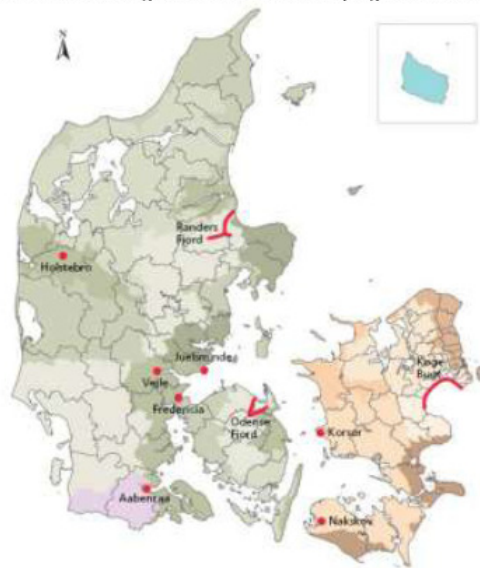 N
Randers
Fjord
Holstebro
Juelsminde
Vejle
Fredericia
Odense
Fjord
Køge
Bugt
Korsør
Aabenraa
Nakskov